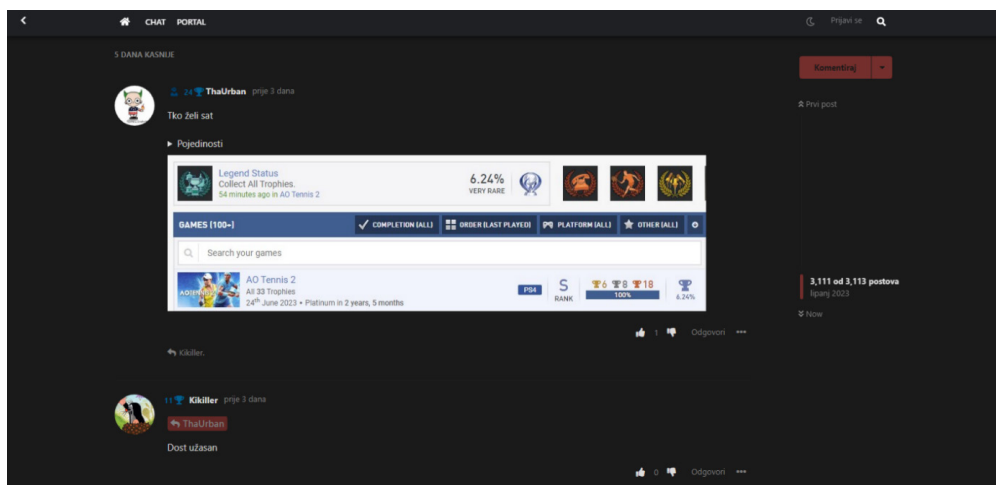 CHAT PORTAL
Prijavi se
5 DANA KASNIJE
Komentiraj
24 ThaUrban prije 3 dana
Prvi post
Tko želi sat
Pojedinosti
Legend Status
Collect All Trophies.
54 minutes ago in AO Tennis 2
6.24%
VERY RARE
GAMES (100+)
COMPLETION (ALL)
ORDER (LAST PLAYED)
PLATFORM (ALL)
OTHER (ALL)
Search your games
AO Tennis 2
All 33 Trophies
24th June 2023 • Platinum in 2 years, 5 months
PS4
S
RANK
6 8 18
100%
6.24%
3,111 od 3,113 postova
lipanj 2023
Now
1 Odgovori
Kikiller.
11 Kikiller prije 3 dana
ThaUrban
Dost užasan
0 Odgovori